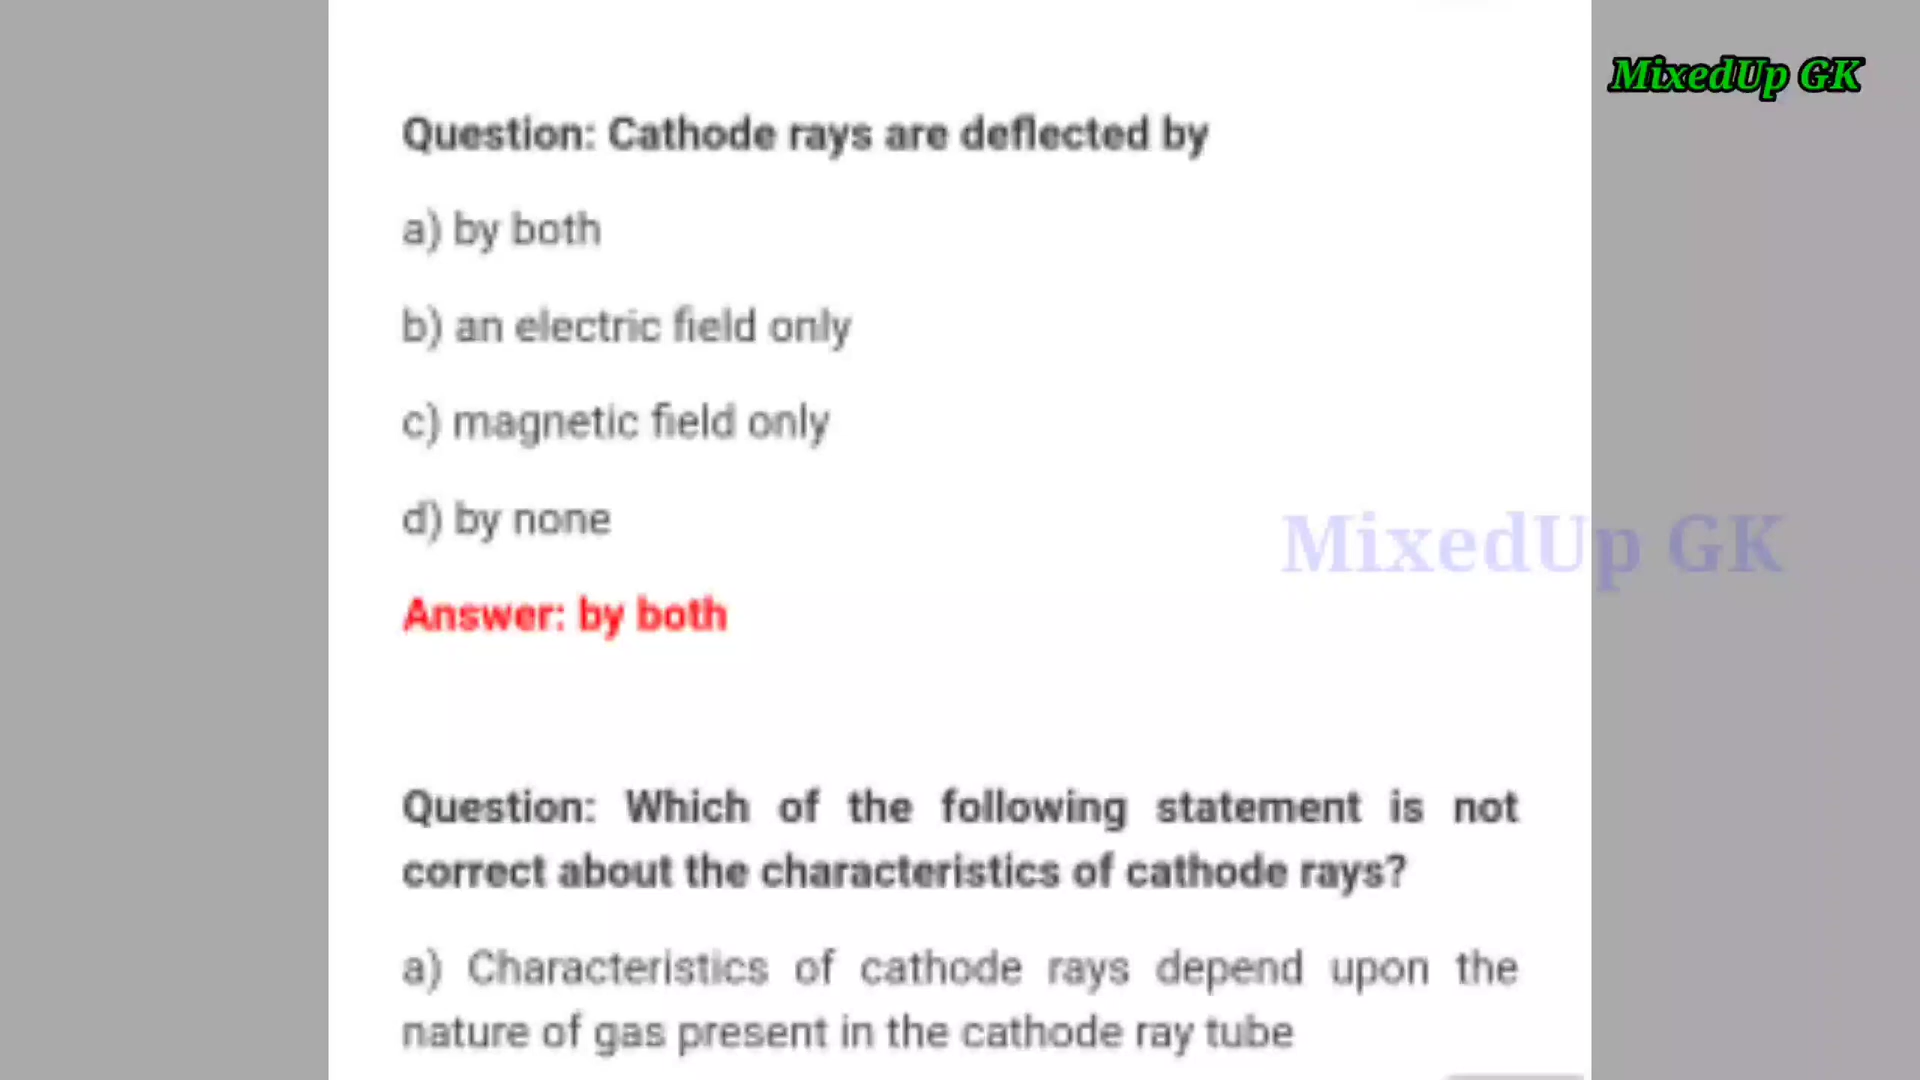 MixedUp GK
Question: Cathode rays are deflected by
a) by both
b) an electric field only
c) magnetic field only
d) by none
MixedUp GK
Answer: by both
Question: Which of the following statement is not
correct about the characteristics of cathode rays?
a) Characteristics of cathode rays depend upon the
nature of gas present in the cathode ray tube